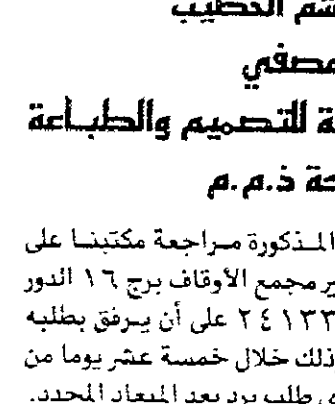 الخطيب
مصفي
للتصميم والطباعة
ذ.م.م
المذكورة مراجعة مكتبنا على
مجمع الأوقاف برج ١٦ الدور
٢٤١٣٣ على أن يرفق بطلبه
ذلك خلال خمسة عشر يوما من
طلب يرد بعد الميعاد المحدد.